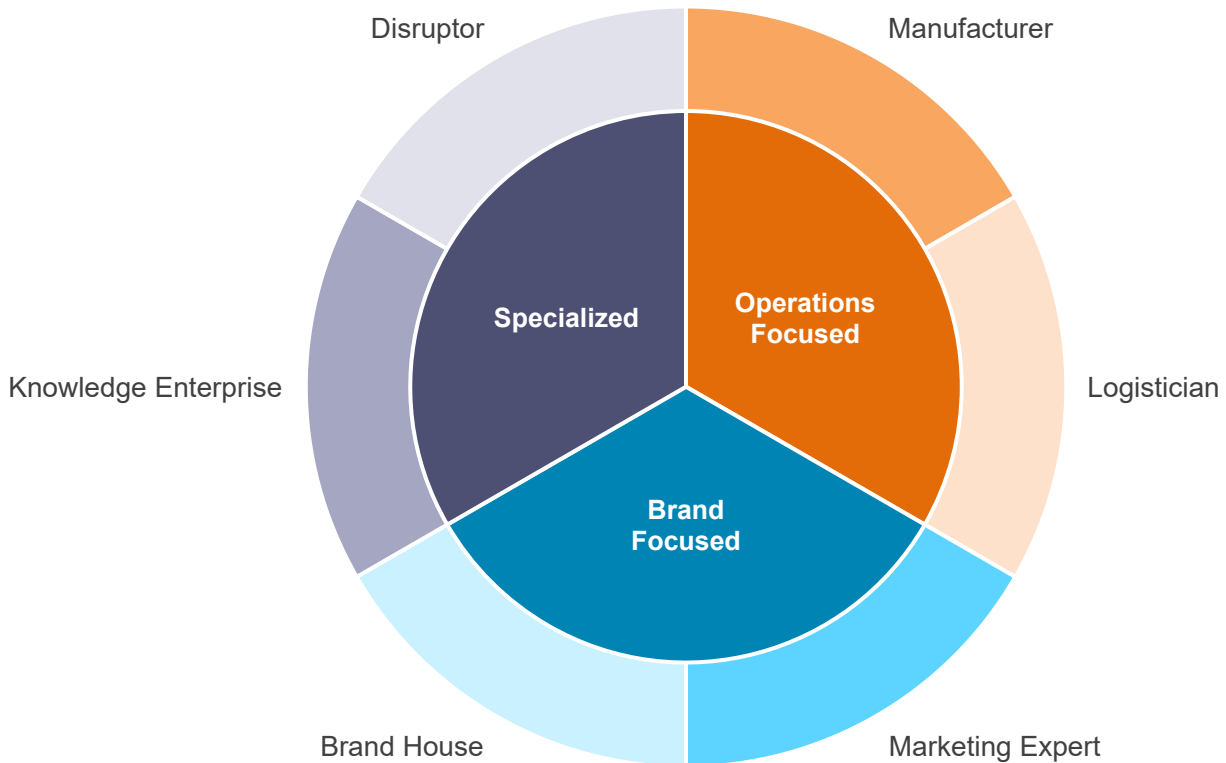 Disruptor
Manufacturer
Specialized
Operations
Focused
Knowledge Enterprise
Logistician
Brand
Focused
Brand House
Marketing Expert